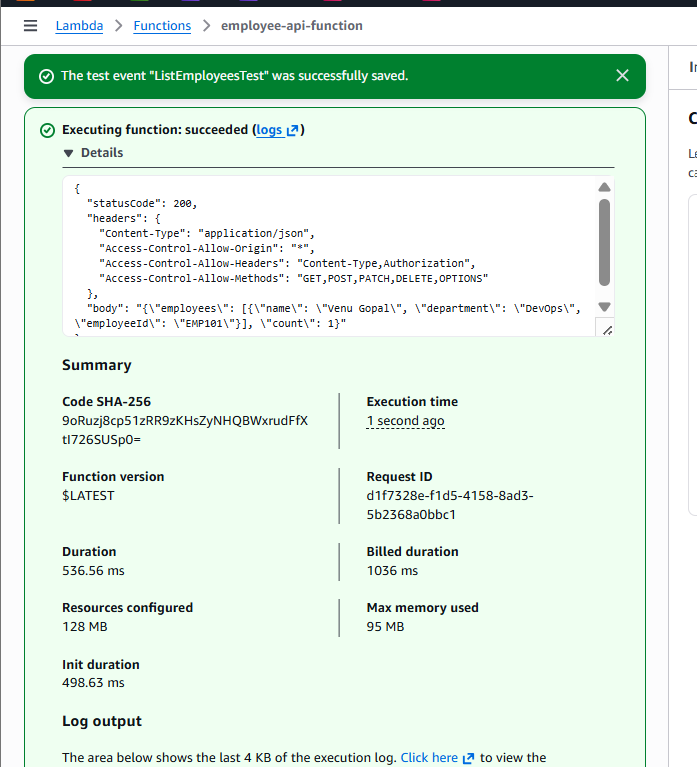 Lambda > Functions > employee-api-function
The test event "ListEmployeesTest" was successfully saved.
Executing function: succeeded (logs)
Details
{
  "statusCode": 200,
  "headers": {
    "Content-Type": "application/json",
    "Access-Control-Allow-Origin": "*",
    "Access-Control-Allow-Headers": "Content-Type,Authorization",
    "Access-Control-Allow-Methods": "GET,POST,PATCH,DELETE,OPTIONS"
  },
  "body": "{\"employees\": [{\"name\": \"Venu Gopal\", \"department\": \"DevOps\",
\"employeeId\": \"EMP101\"}], \"count\": 1}"
Summary
Code SHA-256
9oRuzj8cp51zRR9zKHsZyNHQBWxrudFfX
tI726SUSp0=
Execution time
1 second ago
Function version
$LATEST
Request ID
d1f7328e-f1d5-4158-8ad3-
5b2368a0bbc1
Duration
536.56 ms
Billed duration
1036 ms
Resources configured
128 MB
Max memory used
95 MB
Init duration
498.63 ms
Log output
The area below shows the last 4 KB of the execution log. Click here to view the